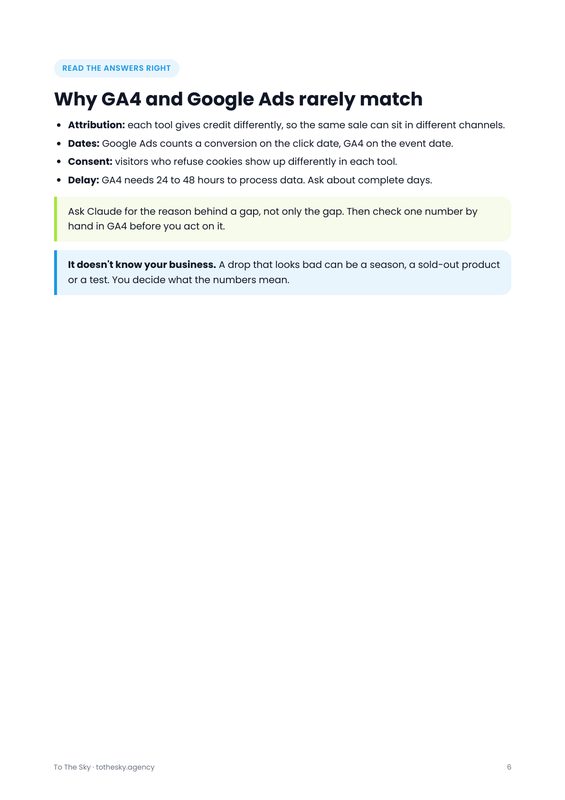 READ THE ANSWERS RIGHT
Why GA4 and Google Ads rarely match
• Attribution: each tool gives credit differently, so the same sale can sit in different channels.
• Dates: Google Ads counts a conversion on the click date, GA4 on the event date.
• Consent: visitors who refuse cookies show up differently in each tool.
• Delay: GA4 needs 24 to 48 hours to process data. Ask about complete days.
Ask Claude for the reason behind a gap, not only the gap. Then check one number by
hand in GA4 before you act on it.
It doesn't know your business. A drop that looks bad can be a season, a sold-out product
or a test. You decide what the numbers mean.
To The Sky · tothesky.agency
6